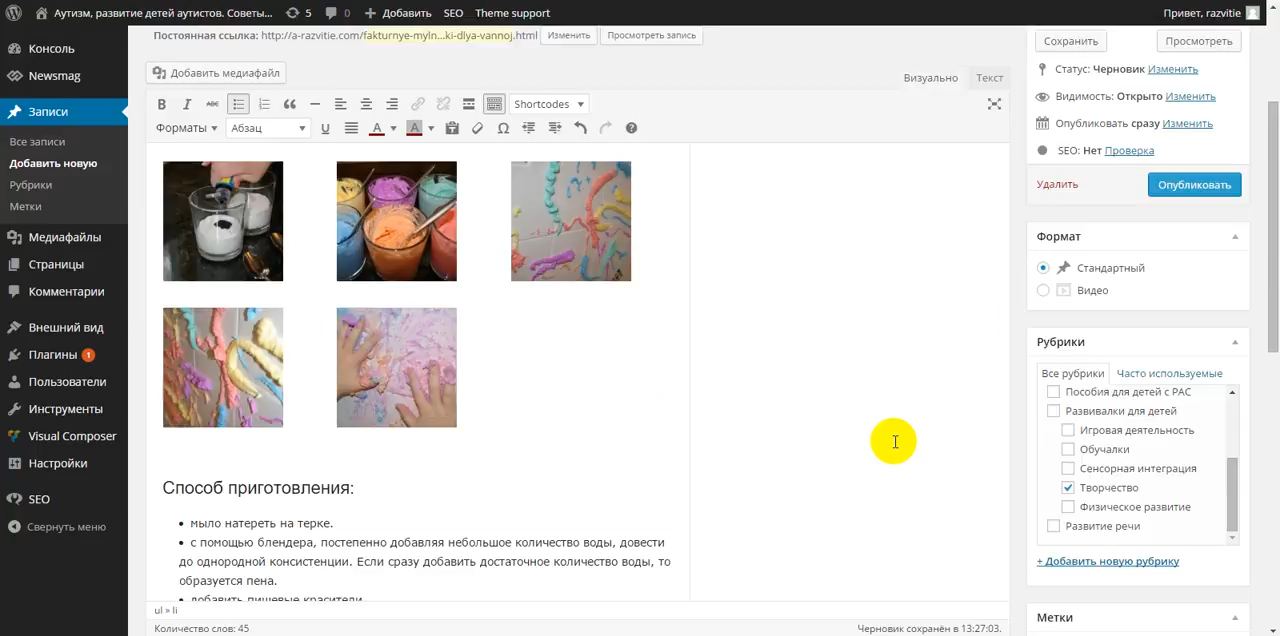 Аутизм, развитие детей аутистов. Советы... 5 0 Добавить SEO Theme support Привет, razvitie
Консоль
Newsmag
Записи
Все записи
Добавить новую
Рубрики
Метки
Медиафайлы
Страницы
Комментарии
Внешний вид
Плагины 1
Пользователи
Инструменты
Visual Composer
Настройки
SEO
Свернуть меню
Постоянная ссылка: http://a-razvitie.com/fakturnye-myln...ki-dlya-vannoj.html Изменить Просмотреть запись
Добавить медиафайл
Визуально Текст
B I ABC Shortcodes
Форматы Абзац U A A
Способ приготовления:
мыло натереть на терке.
с помощью блендера, постепенно добавляя небольшое количество воды, довести
до однородной консистенции. Если сразу добавить достаточное количество воды, то
образуется пена.
добавить пищевые красители
ul » li
Количество слов: 45 Черновик сохранён в 13:27:03.
Сохранить Просмотреть
Статус: Черновик Изменить
Видимость: Открыто Изменить
Опубликовать сразу Изменить
SEO: Нет Проверка
Удалить Опубликовать
Формат
Стандартный
Видео
Рубрики
Все рубрики Часто используемые
Пособия для детей с РАС
Развивалки для детей
Игровая деятельность
Обучалки
Сенсорная интеграция
Творчество
Физическое развитие
Развитие речи
+ Добавить новую рубрику
Метки